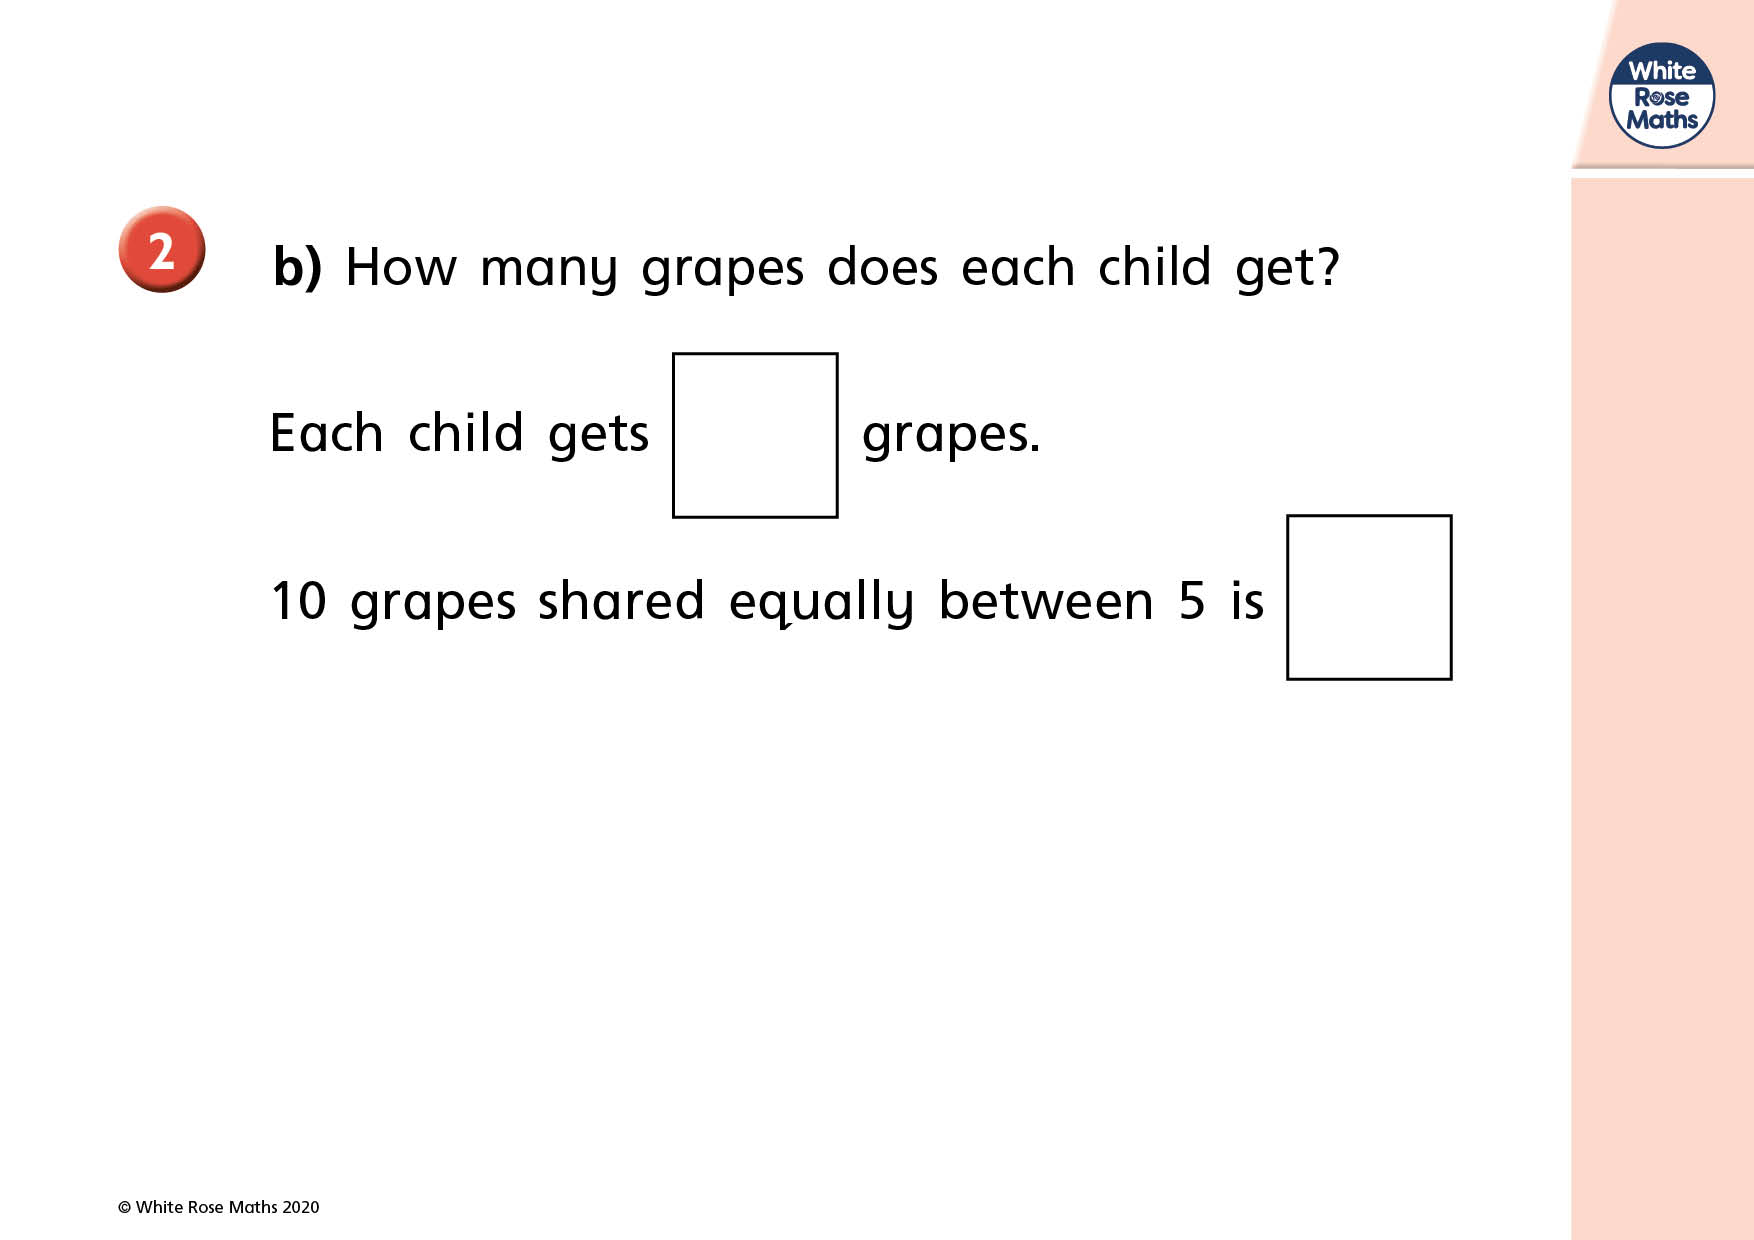 White
Rose
Maths
2
b) How many grapes does each child get?
Each child gets grapes.
10 grapes shared equally between 5 is
© White Rose Maths 2020